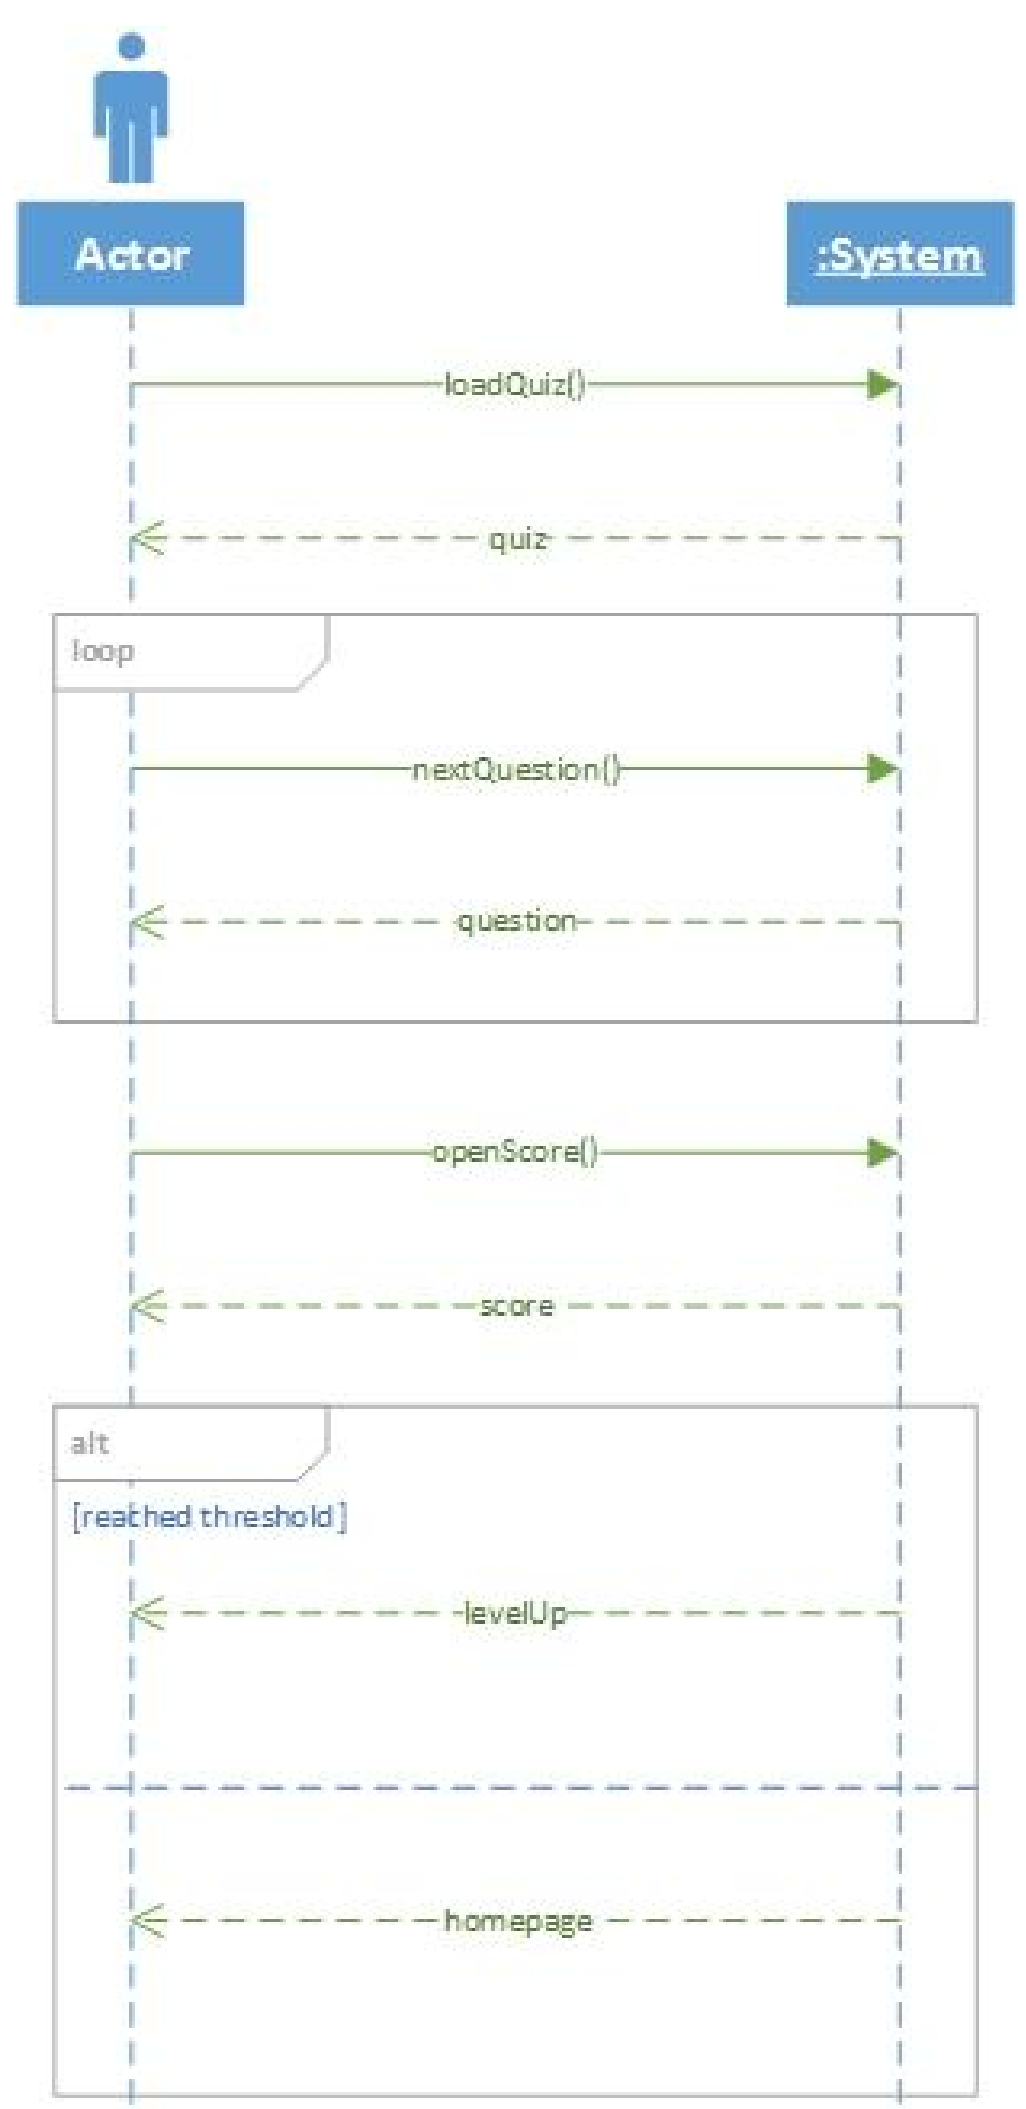 Actor
:System
loadQuiz()
quiz
loop
nextQuestion()
question
openScore()
score
alt
[reached threshold]
levelUp
homepage